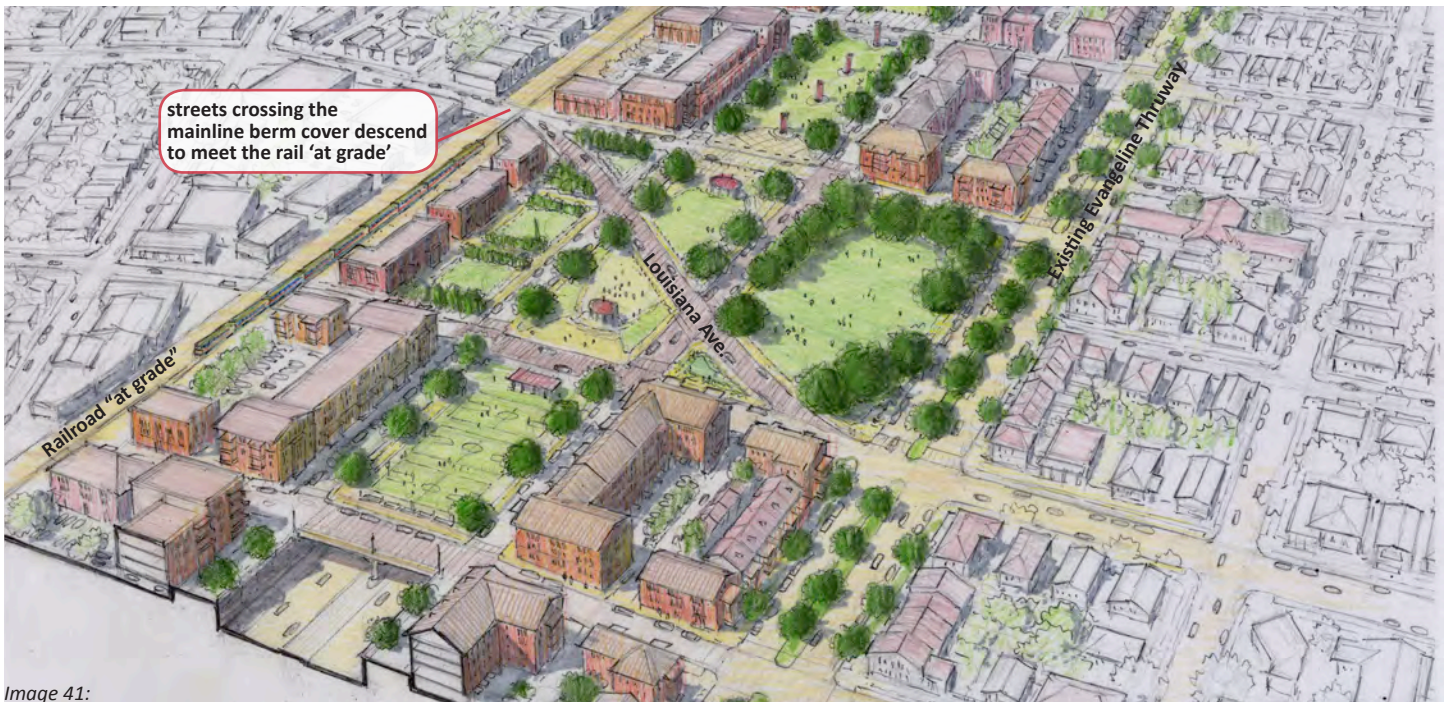 streets crossing the
mainline berm cover descend
to meet the rail ‘at grade’
Existing Evangeline Thruway
Louisiana Ave.
Railroad “at grade”
Image 41: